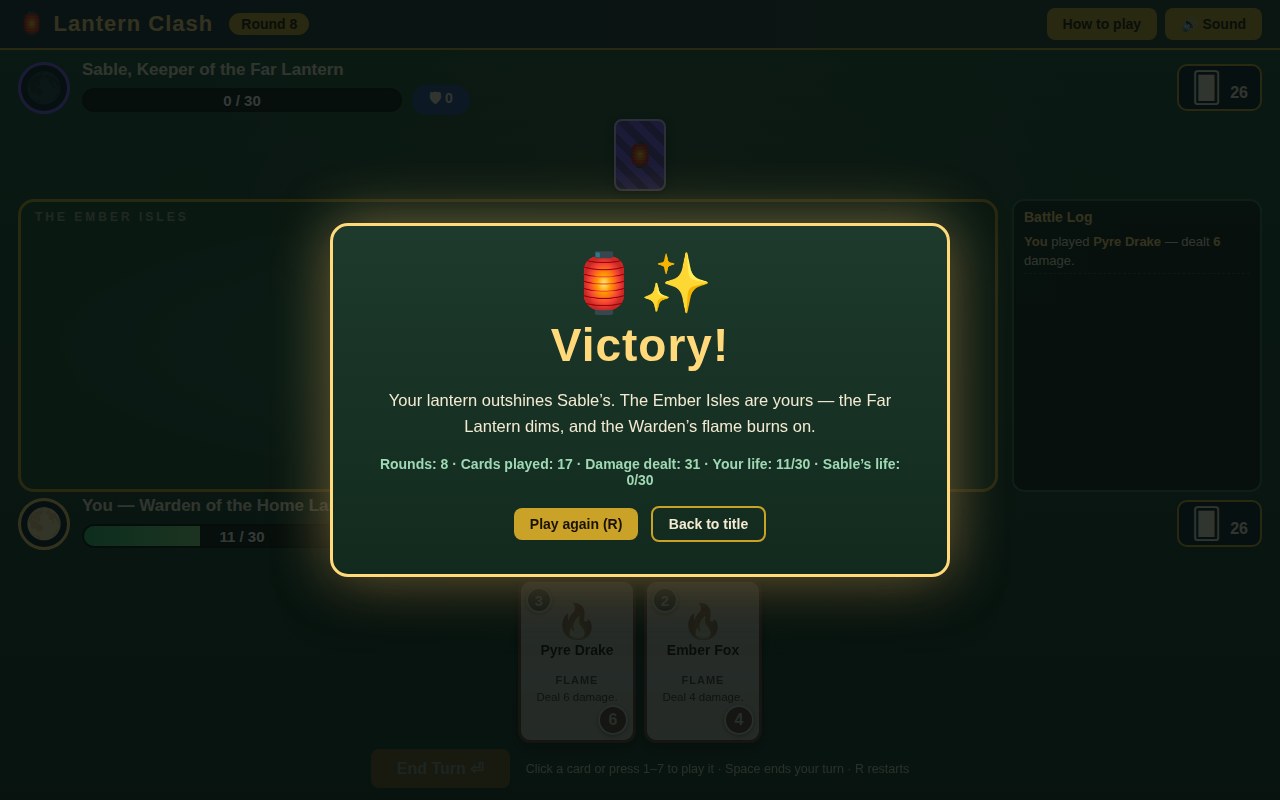 Lantern Clash
Round 8
How to play
Sound
Sable, Keeper of the Far Lantern
0 / 30
0
26
THE EMBER ISLES
Battle Log
You played Pyre Drake — dealt 6
damage.
Victory!
Your lantern outshines Sable’s. The Ember Isles are yours — the Far
Lantern dims, and the Warden’s flame burns on.
Rounds: 8 · Cards played: 17 · Damage dealt: 31 · Your life: 11/30 · Sable’s life:
0/30
Play again (R)
Back to title
You — Warden of the Home La
11 / 30
26
3
Pyre Drake
FLAME
Deal 6 damage.
6
2
Ember Fox
FLAME
Deal 4 damage.
4
End Turn ⏎
Click a card or press 1–7 to play it · Space ends your turn · R restarts